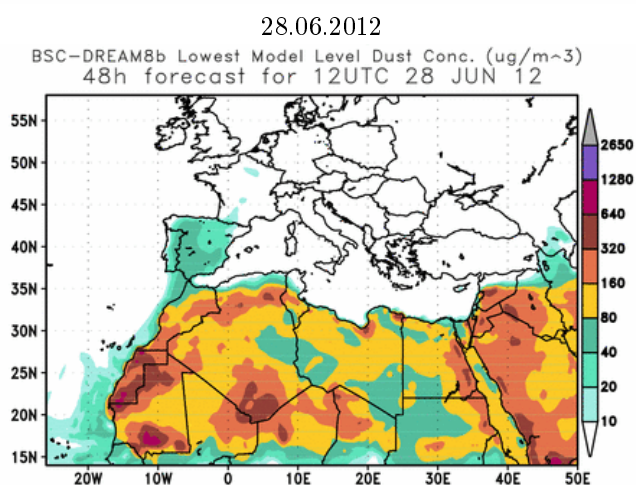 28.06.2012
BSC-DREAM8b Lowest Model Level Dust Conc. (ug/m^3)
48h forecast for 12UTC 28 JUN 12
55N
50N
45N
40N
35N
30N
25N
20N
15N
20W
10W
0
10E
20E
30E
40E
50E
2650
1280
640
320
160
80
40
20
10